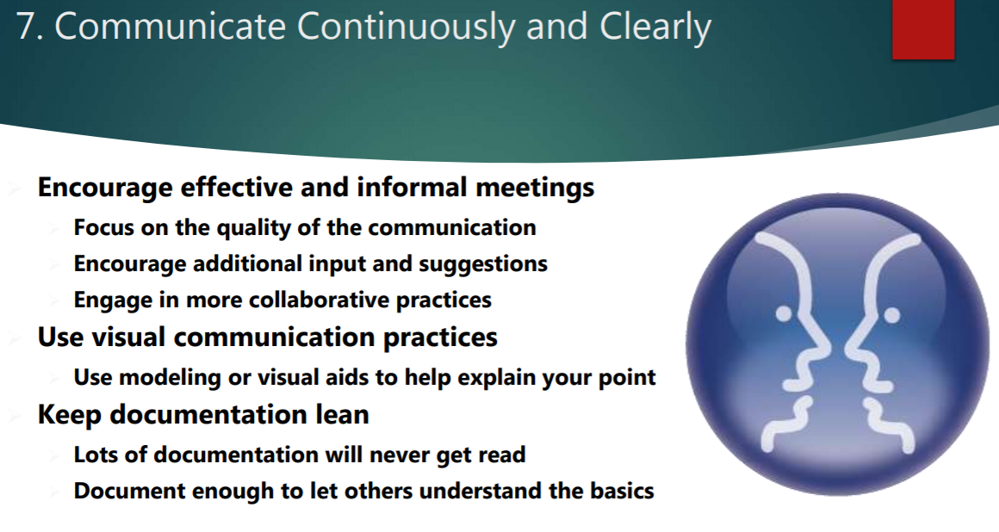 7. Communicate Continuously and Clearly
Encourage effective and informal meetings
Focus on the quality of the communication
Encourage additional input and suggestions
Engage in more collaborative practices
Use visual communication practices
Use modeling or visual aids to help explain your point
Keep documentation lean
Lots of documentation will never get read
Document enough to let others understand the basics